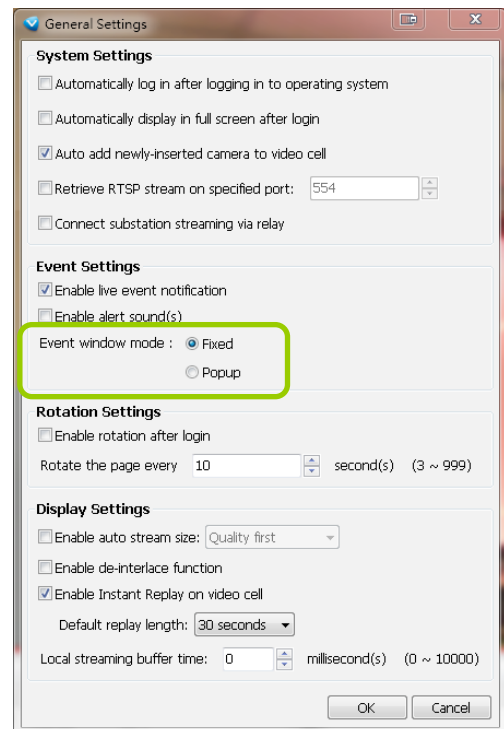 General Settings
System Settings
Automatically log in after logging in to operating system
Automatically display in full screen after login
Auto add newly-inserted camera to video cell
Retrieve RTSP stream on specified port: 554
Connect substation streaming via relay
Event Settings
Enable live event notification
Enable alert sound(s)
Event window mode : Fixed
Popup
Rotation Settings
Enable rotation after login
Rotate the page every 10 second(s) (3 ~ 999)
Display Settings
Enable auto stream size: Quality first
Enable de-interlace function
Enable Instant Replay on video cell
Default replay length: 30 seconds
Local streaming buffer time: 0 millisecond(s) (0 ~ 10000)
OK Cancel